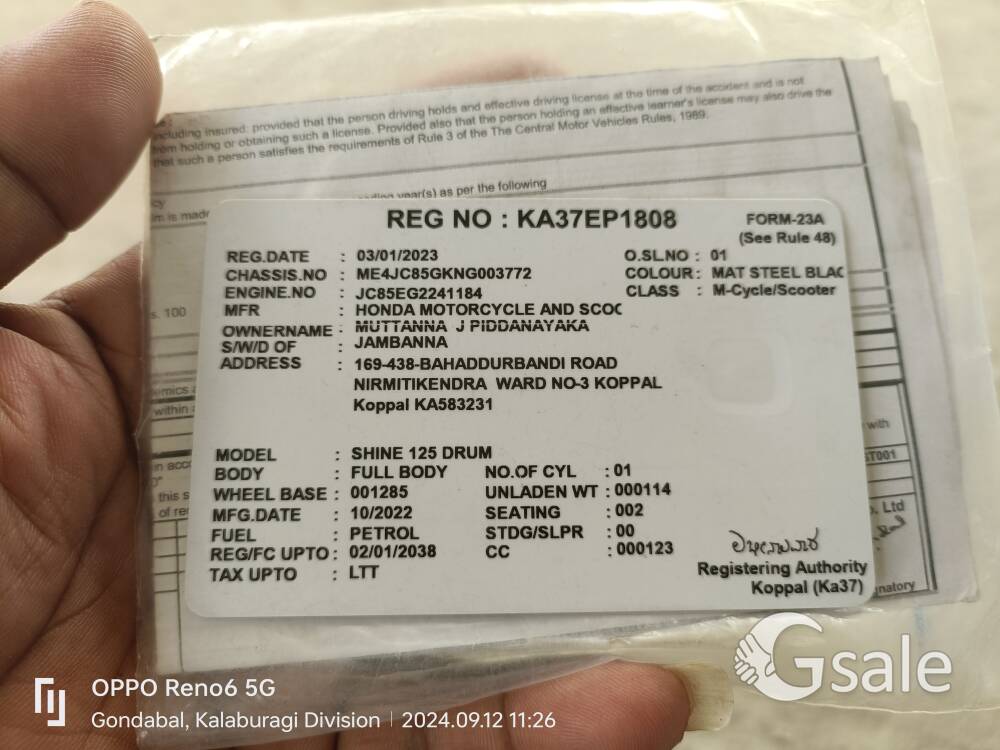 including insured: provided that the person driving holds and effective driving license at the time of the accident and is not
from holding or obtaining such a license. Provided also that the person holding an effective learner's license may also drive the
that such a person satisfies the requirements of Rule 3 of the The Central Motor Vehicles Rules, 1989.
year(s) as per the following
REG NO : KA37EP1808
FORM-23A
(See Rule 48)
REG.DATE : 03/01/2023 O.SLNO : 01
CHASSIS.NO : ME4JC85GKNG003772 COLOUR : MAT STEEL BLAC
ENGINE.NO : JC85EG2241184 CLASS : M-Cycle/Scooter
MFR : HONDA MOTORCYCLE AND SCOO
OWNERNAME : MUTTANNA J PIDDANAYAKA
S/W/D OF : JAMBANNA
ADDRESS : 169-438-BAHADDURBANDI ROAD
NIRMITIKENDRA WARD NO-3 KOPPAL
Koppal KA583231
MODEL : SHINE 125 DRUM
BODY : FULL BODY NO.OF CYL : 01
WHEEL BASE : 001285 UNLADEN WT : 000114
MFG.DATE : 10/2022 SEATING : 002
FUEL : PETROL STDG/SLPR : 00
REG/FC UPTO : 02/01/2038 CC : 000123
TAX UPTO : LTT
Registering Authority
Koppal (Ka37)
s. 100
within
this s
with
ST001
Ltd
Gsale
OPPO Reno6 5G
Gondabal, Kalaburagi Division | 2024.09.12 11:26